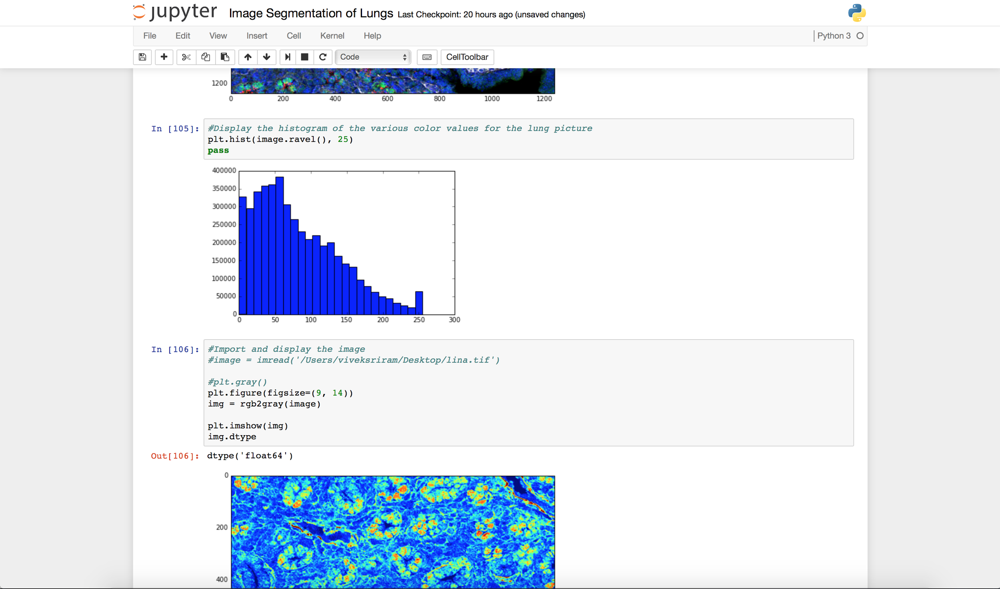 jupyter Image Segmentation of Lungs Last Checkpoint: 20 hours ago (unsaved changes)
File Edit View Insert Cell Kernel Help Python 3
Code CellToolbar
1200
0 200 400 600 800 1000 1200
In [105]: #Display the histogram of the various color values for the lung picture
plt.hist(image.ravel(), 25)
pass
400000
350000
300000
250000
200000
150000
100000
50000
0
0 50 100 150 200 250 300
In [106]: #Import and display the image
#image = imread('/Users/viveksriram/Desktop/lina.tif')
#plt.gray()
plt.figure(figsize=(9, 14))
img = rgb2gray(image)
plt.imshow(img)
img.dtype
Out[106]: dtype('float64')
0
200
400